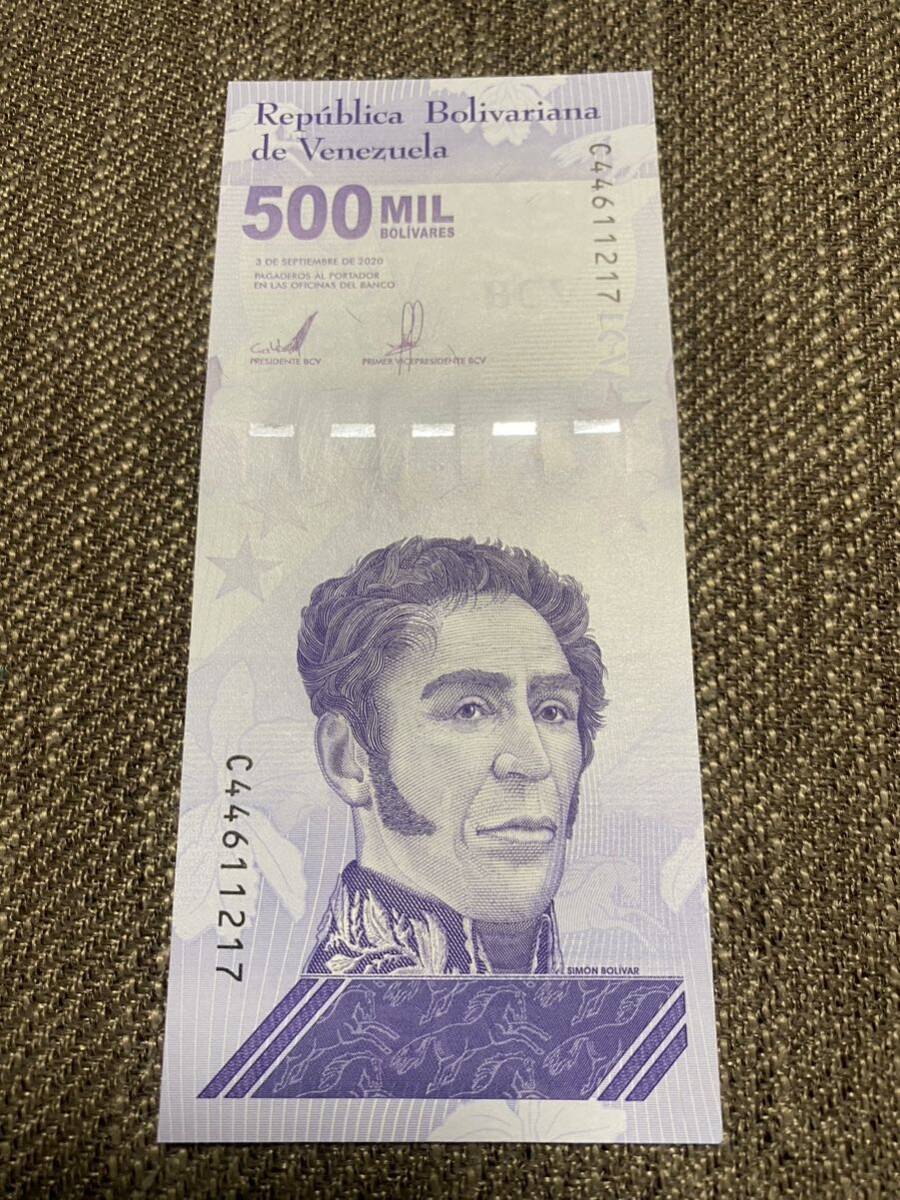 República Bolivariana
de Venezuela
500 MIL
BOLÍVARES
3 DE SEPTIEMBRE DE 2020
PAGADEROS AL PORTADOR
EN LAS OFICINAS DEL BANCO
PRESIDENTE BCV
PRIMER VICEPRESIDENTE BCV
C44611217
BCV
C44611217
SIMÓN BOLÍVAR